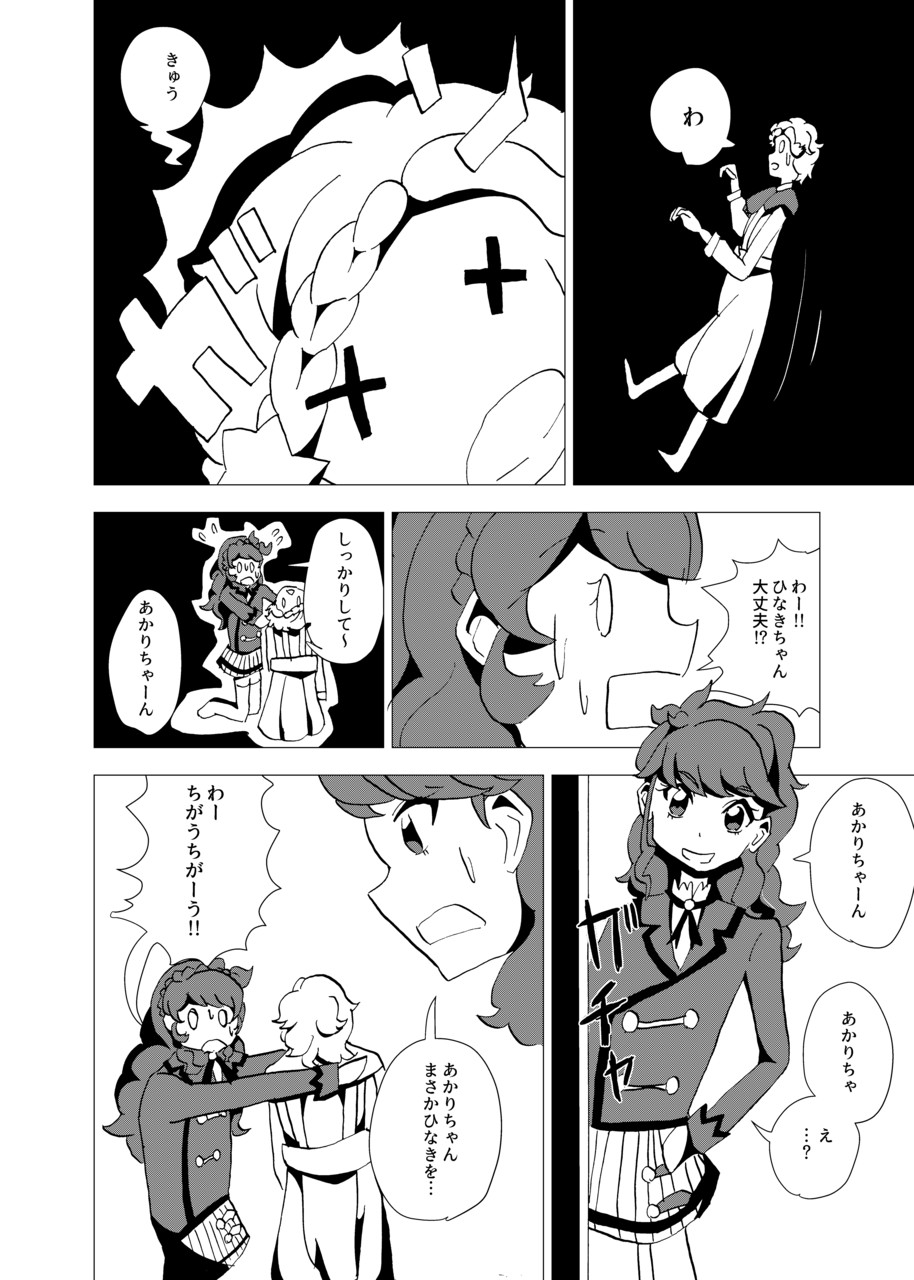 わ
きゅう
ガン
わー!!
ひなきちゃん
大丈夫!?
しっかりして～
あかりちゃーん
あかりちゃーん
あかりちゃ
え
…?
ガチャ
あかりちゃん
まさかひなきを…
わー
ちがうちがーう!!